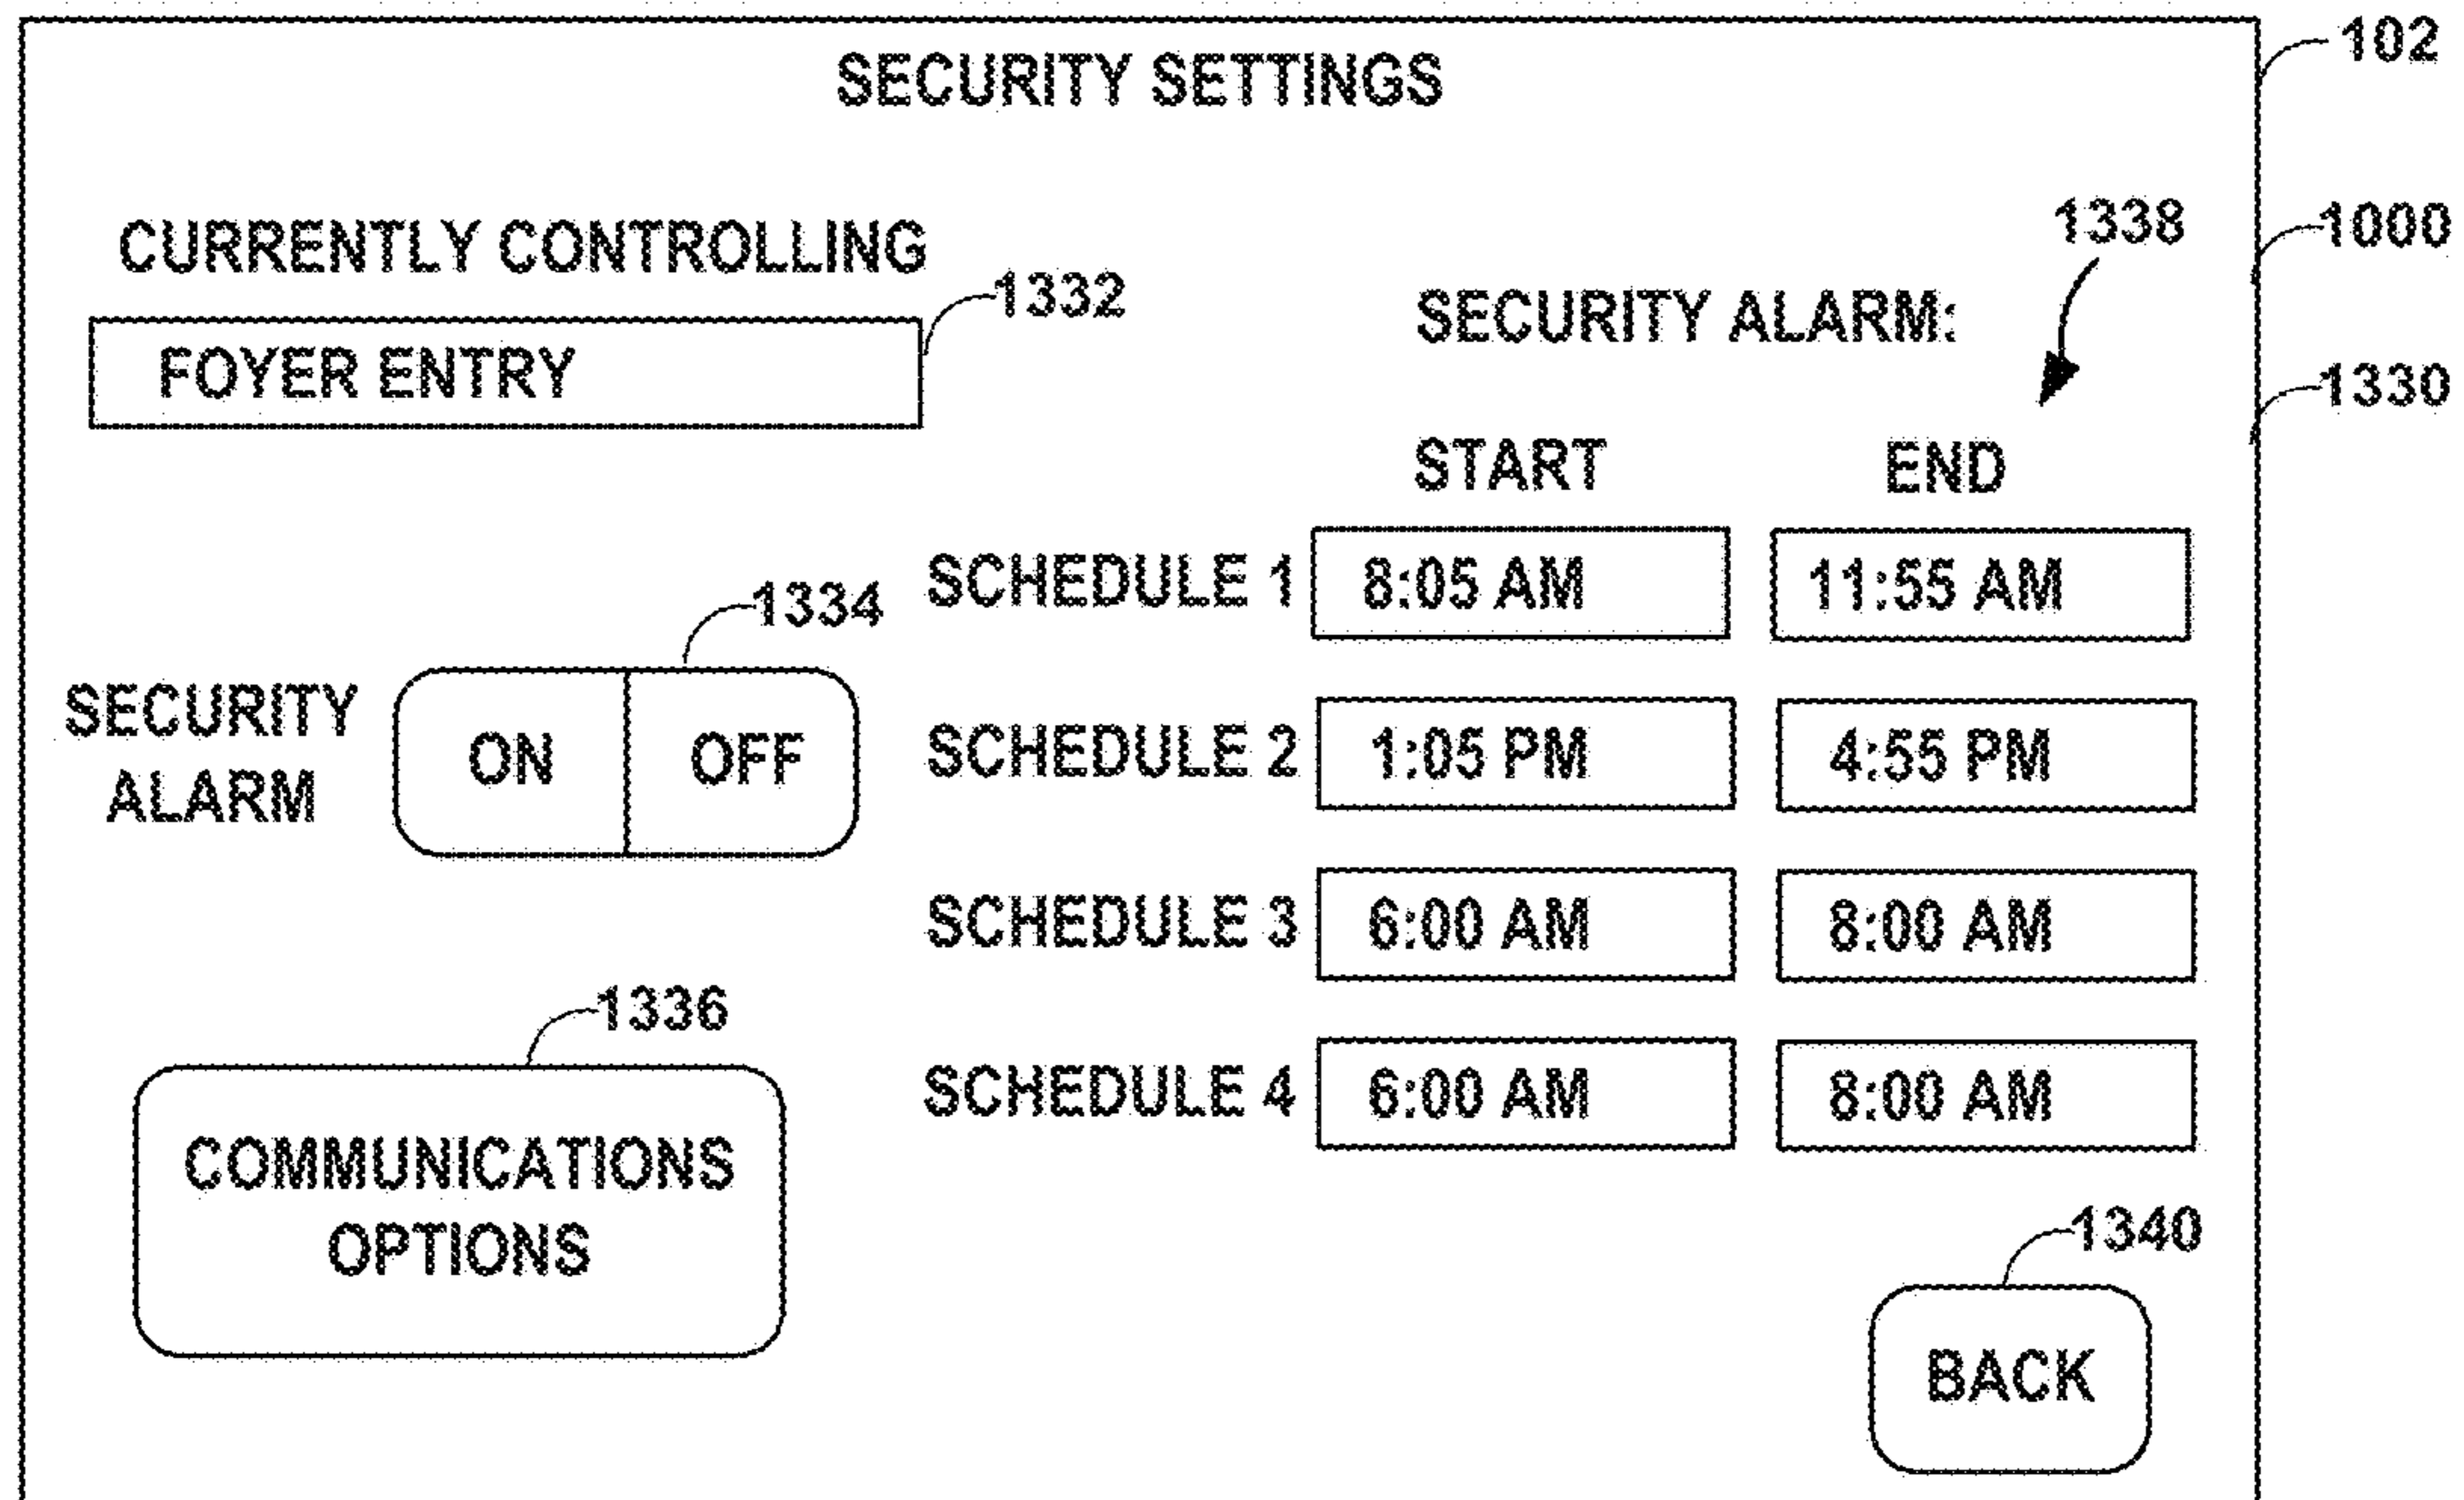 SECURITY SETTINGS
102
CURRENTLY CONTROLLING
1332
FOYER ENTRY
1338
1000
SECURITY ALARM:
1330
START END
SCHEDULE 1 8:05 AM 11:55 AM
1334
SECURITY
ALARM
ON OFF
SCHEDULE 2 1:05 PM 4:55 PM
SCHEDULE 3 6:00 AM 8:00 AM
1336
SCHEDULE 4 6:00 AM 8:00 AM
COMMUNICATIONS
OPTIONS
1340
BACK